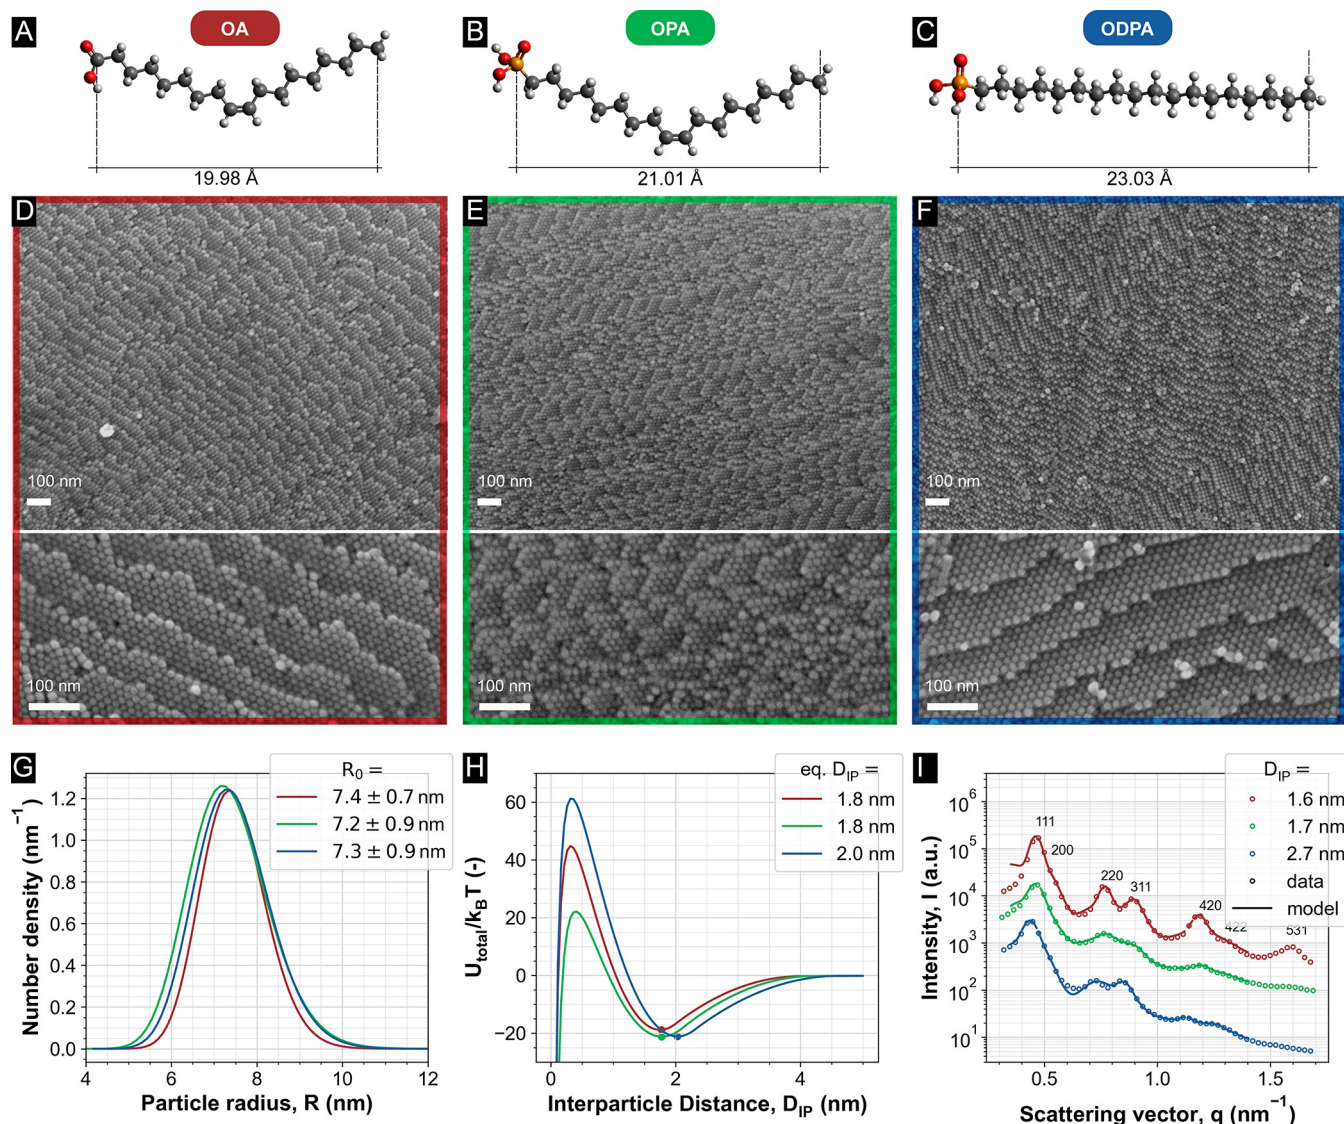 A
OA
B
OPA
C
ODPA
19.98 Å
21.01 Å
23.03 Å
D
E
F
100 nm
100 nm
100 nm
100 nm
100 nm
100 nm
G
R₀ =
7.4 ± 0.7 nm
7.2 ± 0.9 nm
7.3 ± 0.9 nm
Number density (nm⁻¹)
1.2
1.0
0.8
0.6
0.4
0.2
0.0
4 6 8 10 12
Particle radius, R (nm)
H
eq. D_IP =
1.8 nm
1.8 nm
2.0 nm
U_total/k_B T (-)
60
40
20
0
−20
0 2 4
Interparticle Distance, D_IP (nm)
I
D_IP =
1.6 nm
1.7 nm
2.7 nm
data
model
Intensity, I (a.u.)
10⁶
10⁵
10⁴
10³
10²
10¹
111
200
220
311
420
422
531
0.5 1.0 1.5
Scattering vector, q (nm⁻¹)